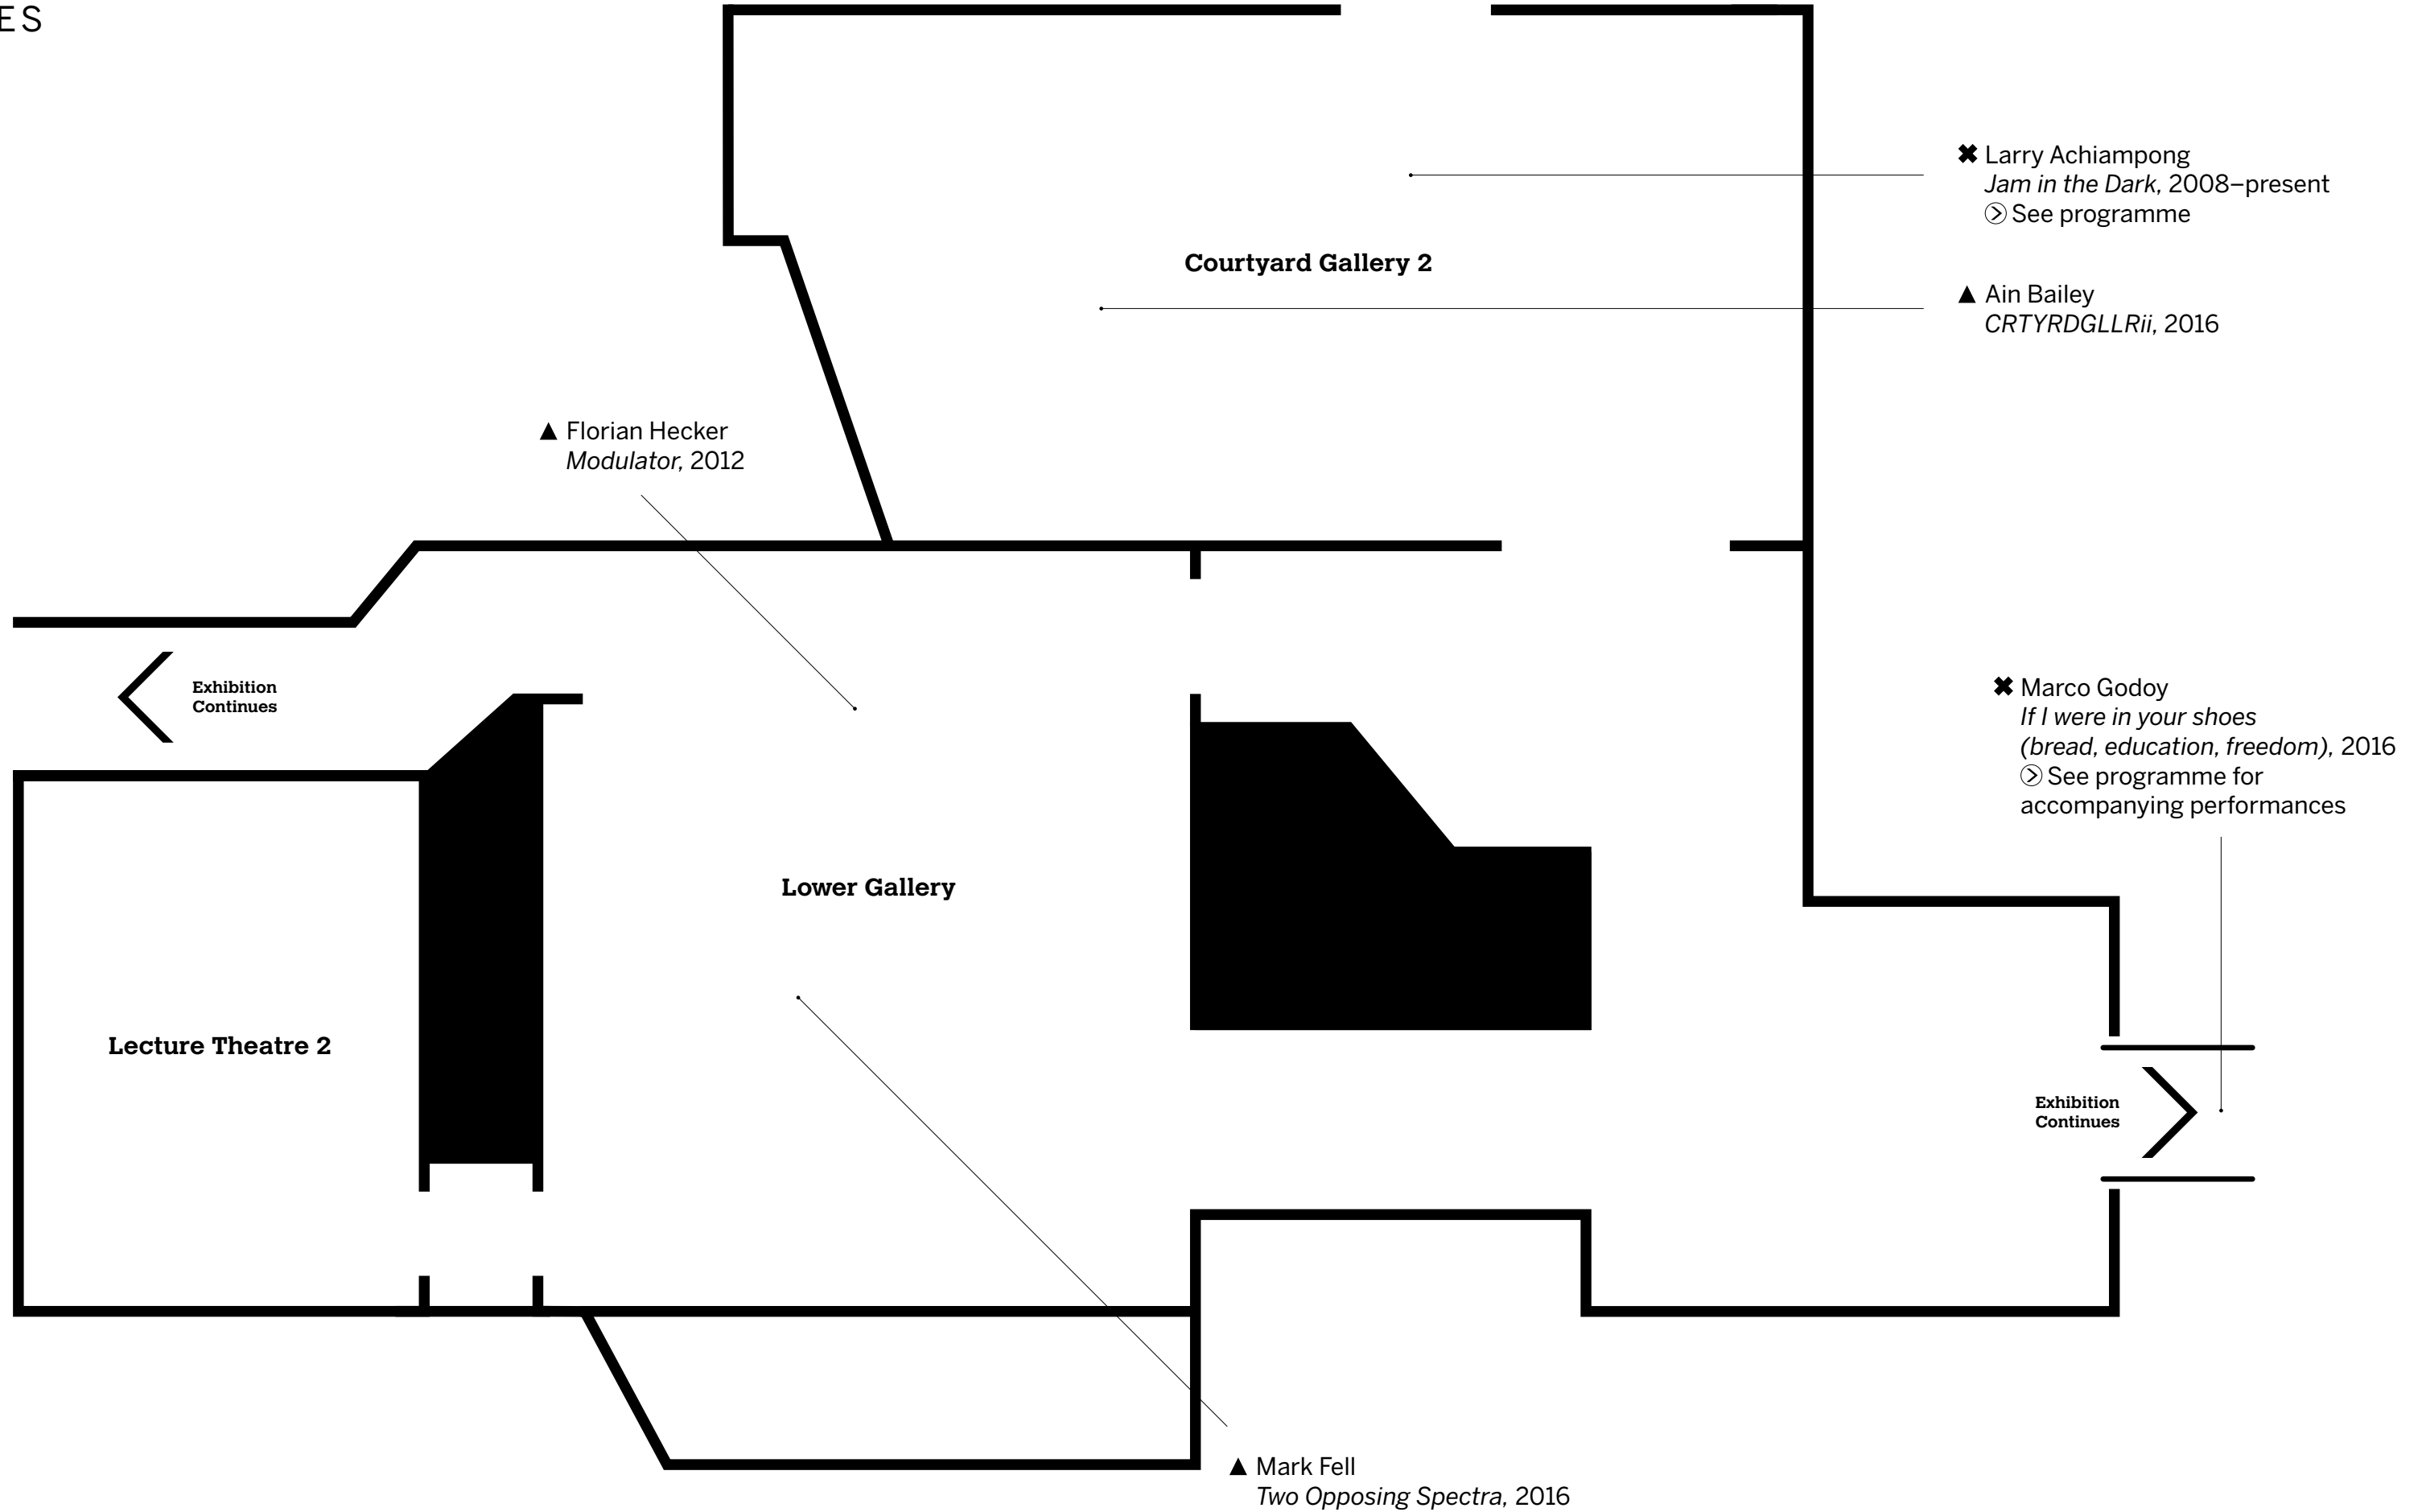 ES
✖ Larry Achiampong
Jam in the Dark, 2008–present
See programme
Courtyard Gallery 2
▲ Ain Bailey
CRTYRDGLLRii, 2016
▲ Florian Hecker
Modulator, 2012
Exhibition
Continues
✖ Marco Godoy
If I were in your shoes
(bread, education, freedom), 2016
See programme for
accompanying performances
Lower Gallery
Lecture Theatre 2
Exhibition
Continues
▲ Mark Fell
Two Opposing Spectra, 2016